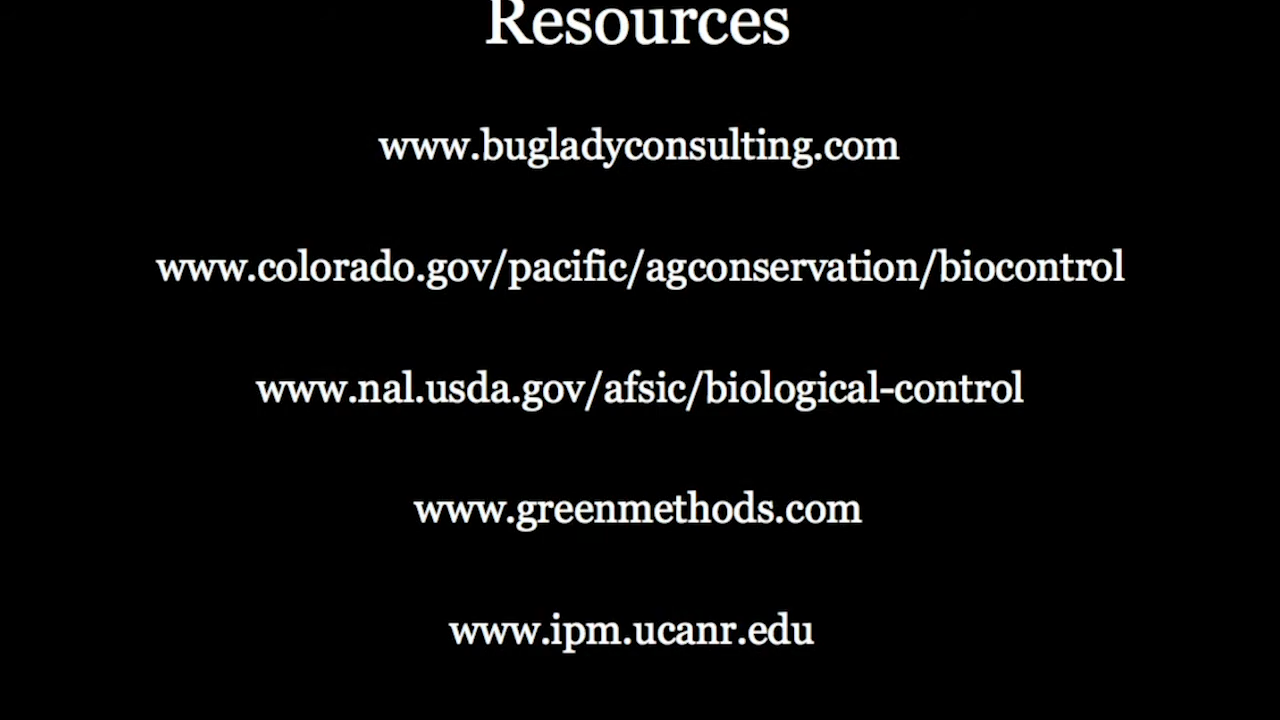 Resources
www.bugladyconsulting.com
www.colorado.gov/pacific/agconservation/biocontrol
www.nal.usda.gov/afsic/biological-control
www.greenmethods.com
www.ipm.ucanr.edu